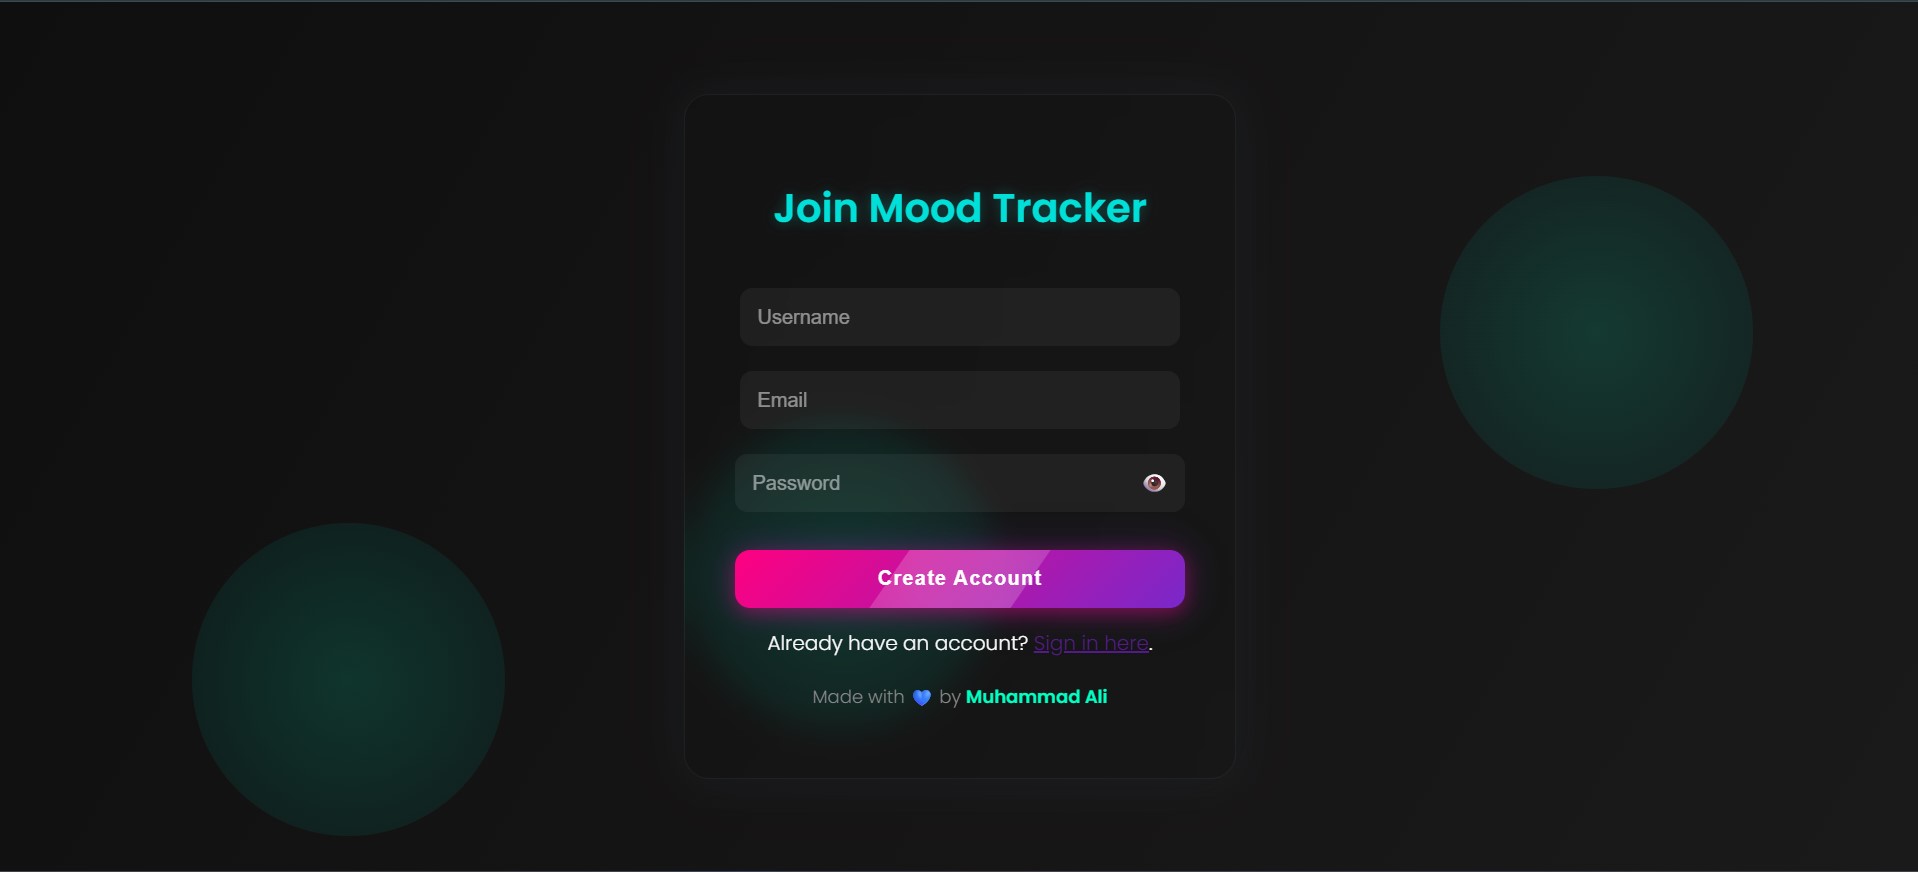 Join Mood Tracker
Username
Email
Password
Create Account
Already have an account? Sign in here.
Made with 💙 by Muhammad Ali